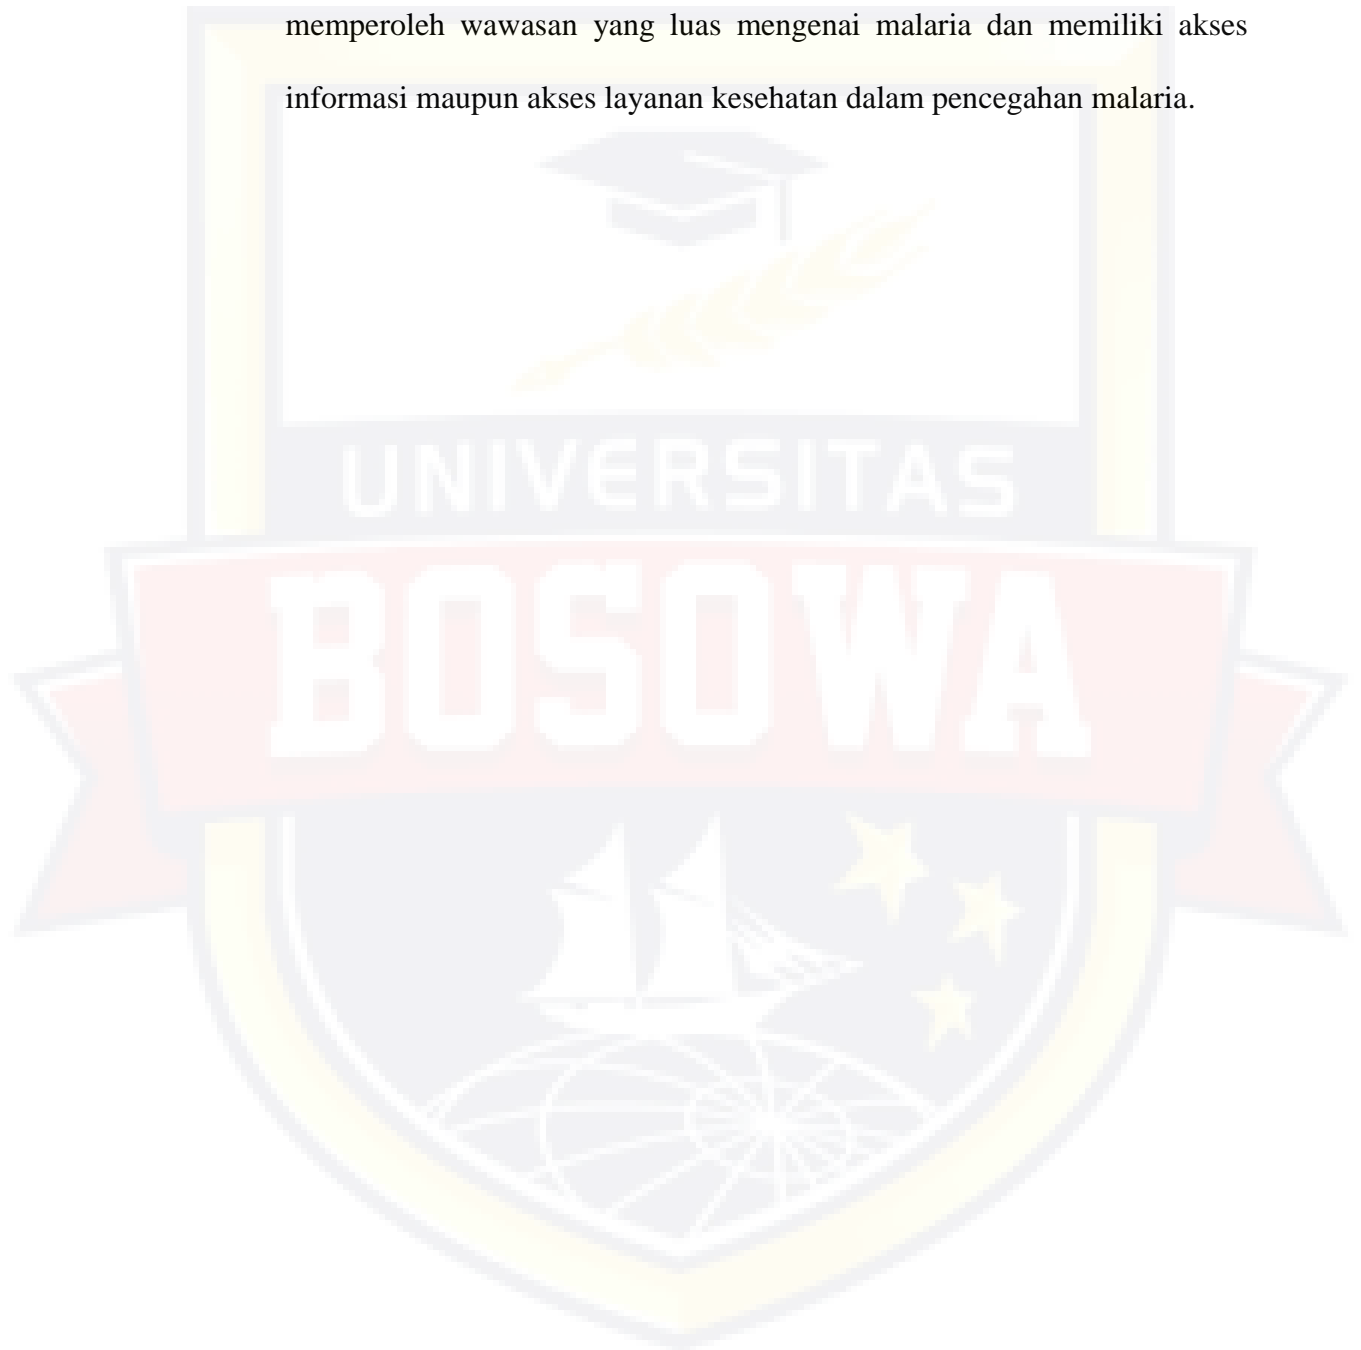 memperoleh wawasan yang luas mengenai malaria dan memiliki akses
informasi maupun akses layanan kesehatan dalam pencegahan malaria.
UNIVERSITAS
BOSOWA